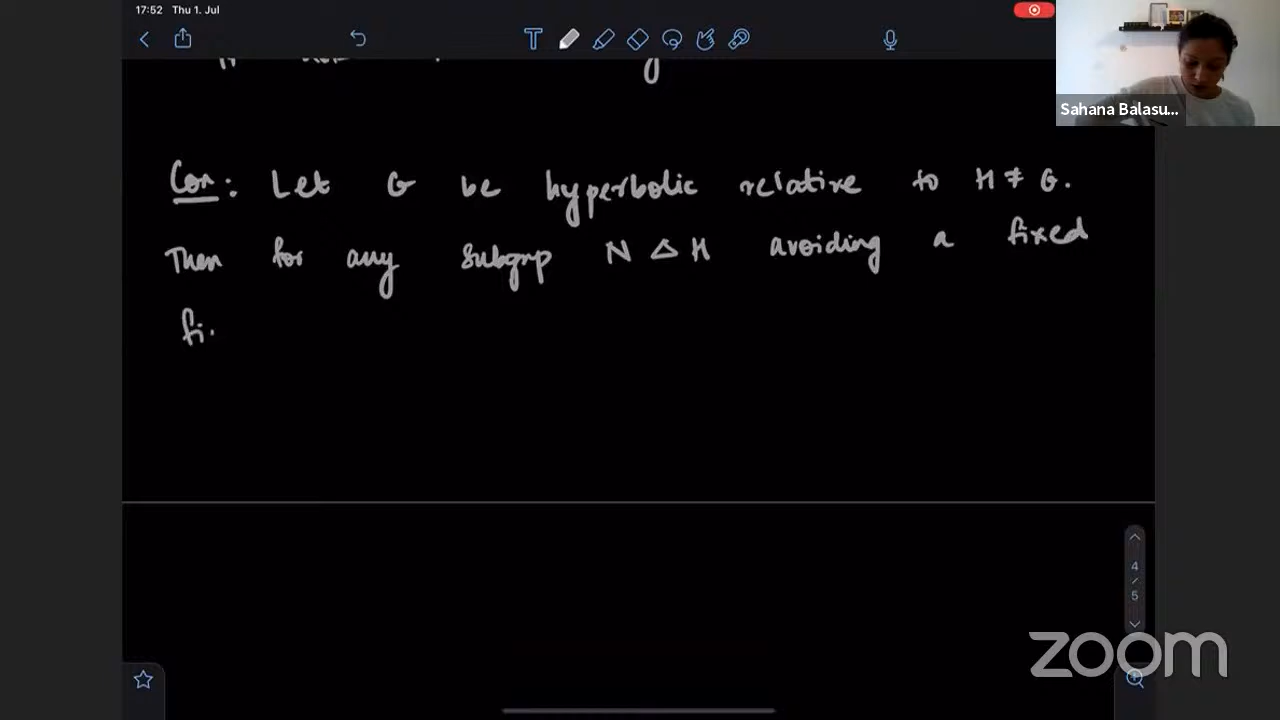 17:52 Thu 1. Jul
Sahana Balasu...
Cor: Let G be hyperbolic relative to H ≠ G.
Then for any subgrp N Δ H avoiding a fixed
fi.
4
/
5
zoom